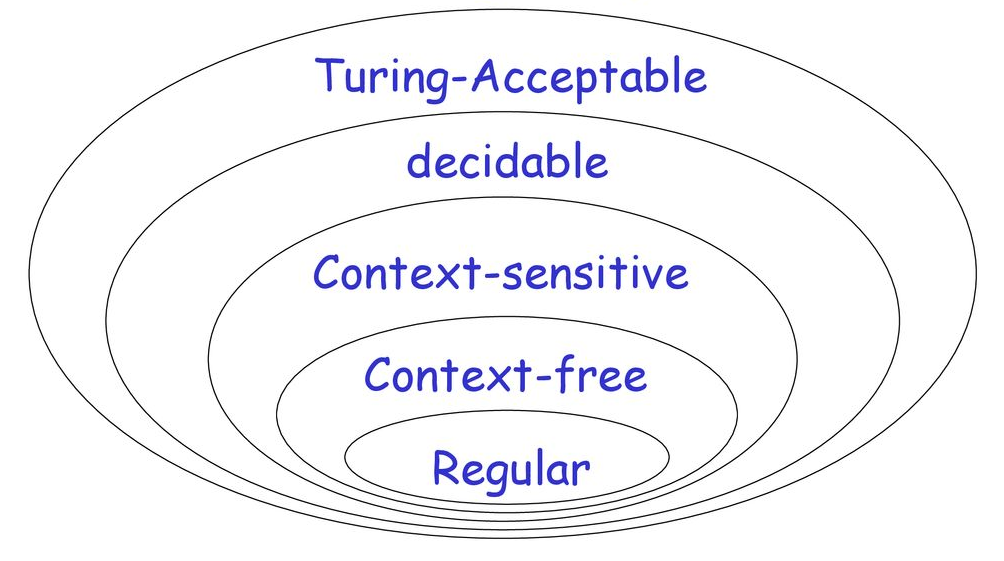 Turing-Acceptable
decidable
Context-sensitive
Context-free
Regular